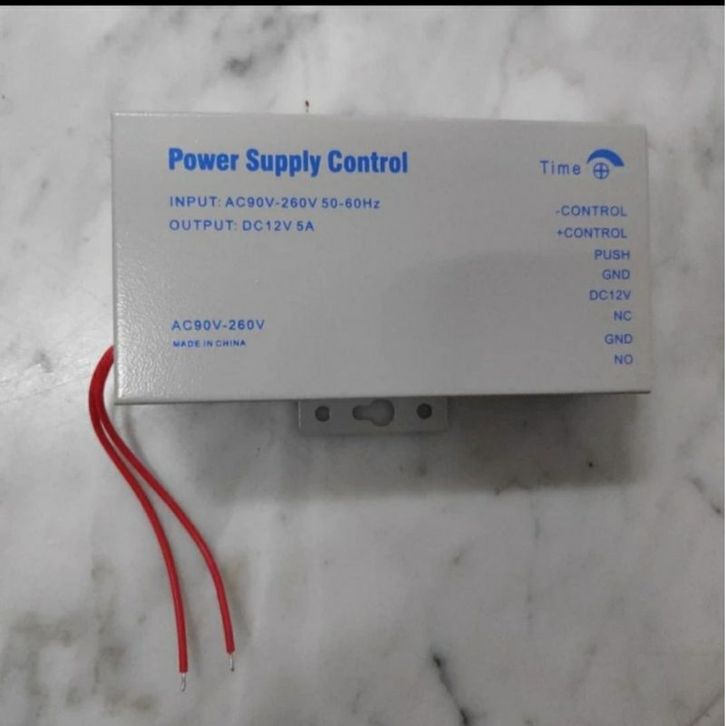 Power Supply Control
INPUT: AC90V-260V 50-60Hz
OUTPUT: DC12V 5A
AC90V-260V
MADE IN CHINA
Time
-CONTROL
+CONTROL
PUSH
GND
DC12V
NC
GND
NO